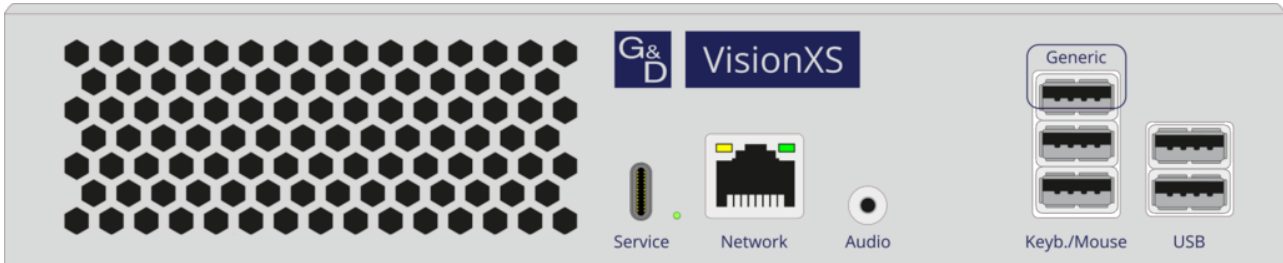 G&D
VisionXS
Generic
Service
Network
Audio
Keyb./Mouse
USB